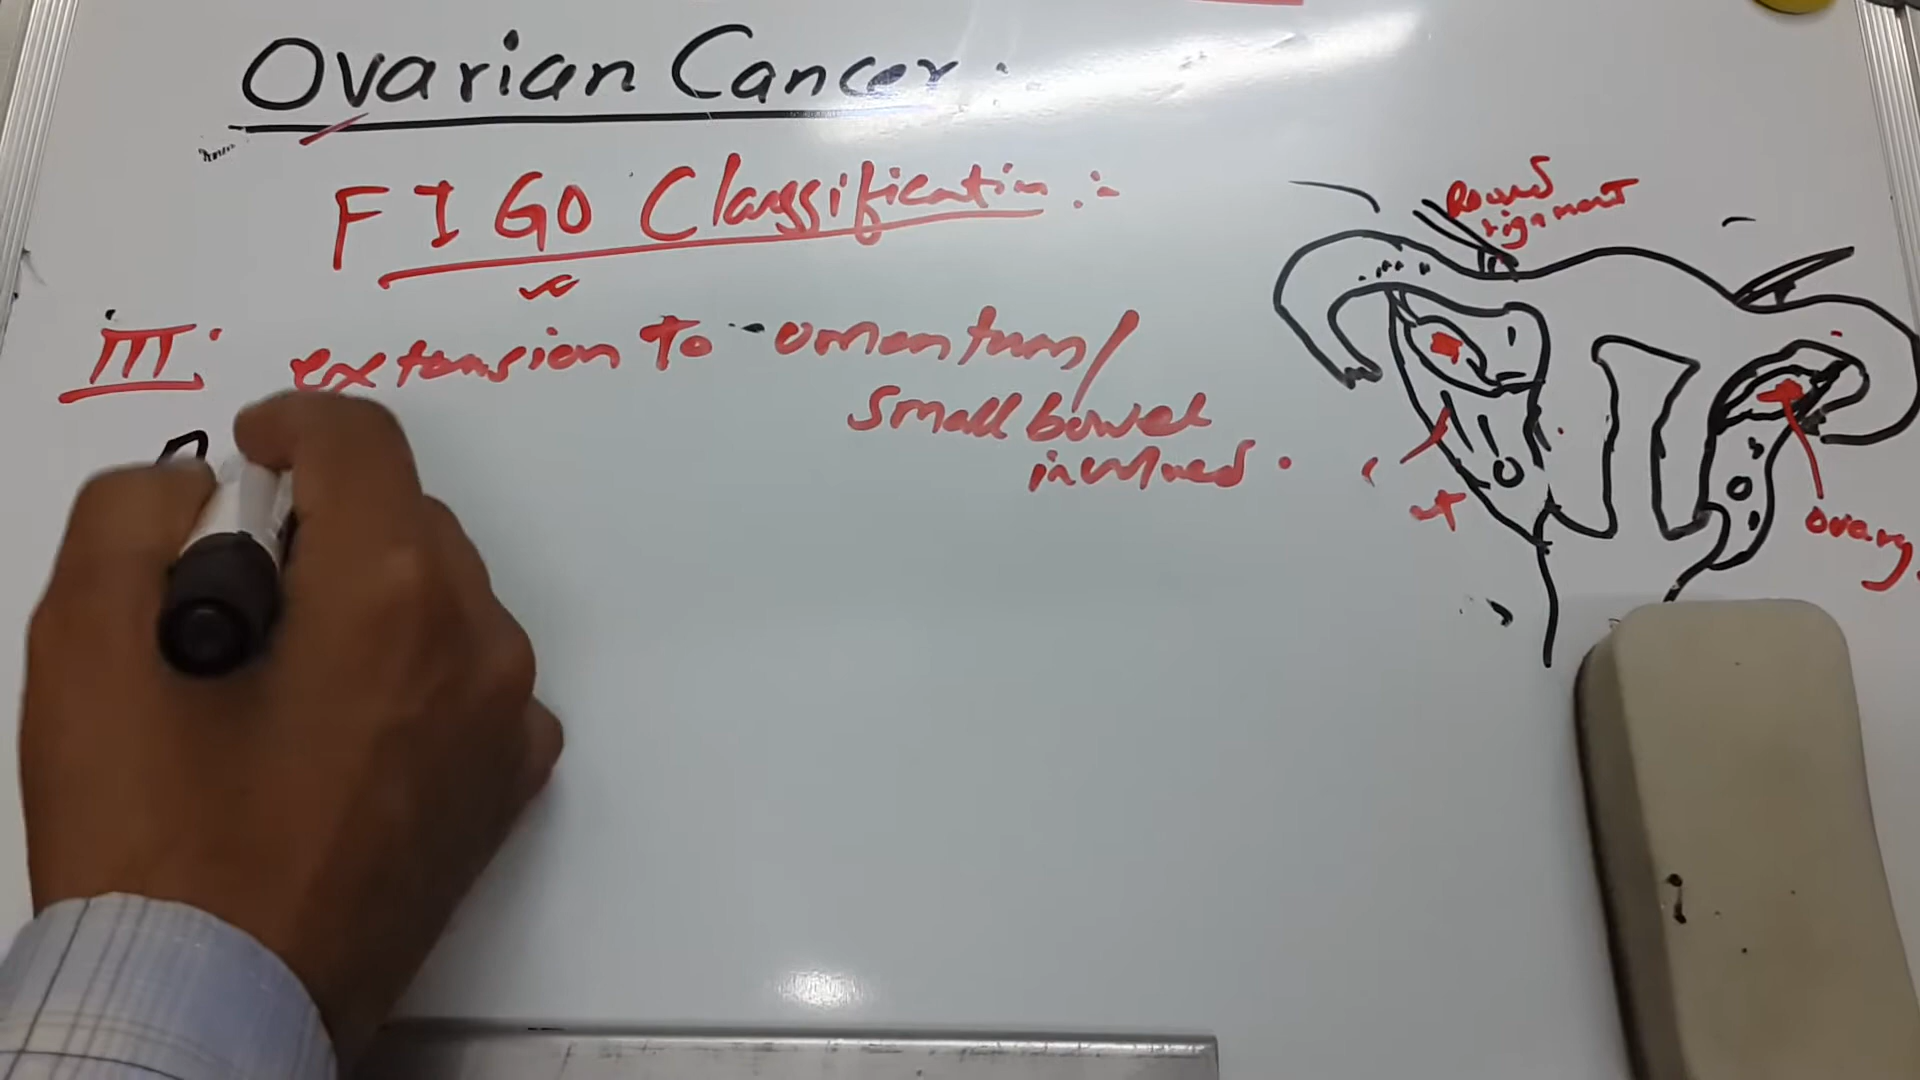 Ovarian Cancer:
FIGO Classification:-
III. extension to omentum/
small bowel
involved.
Round
ligament
ovary.